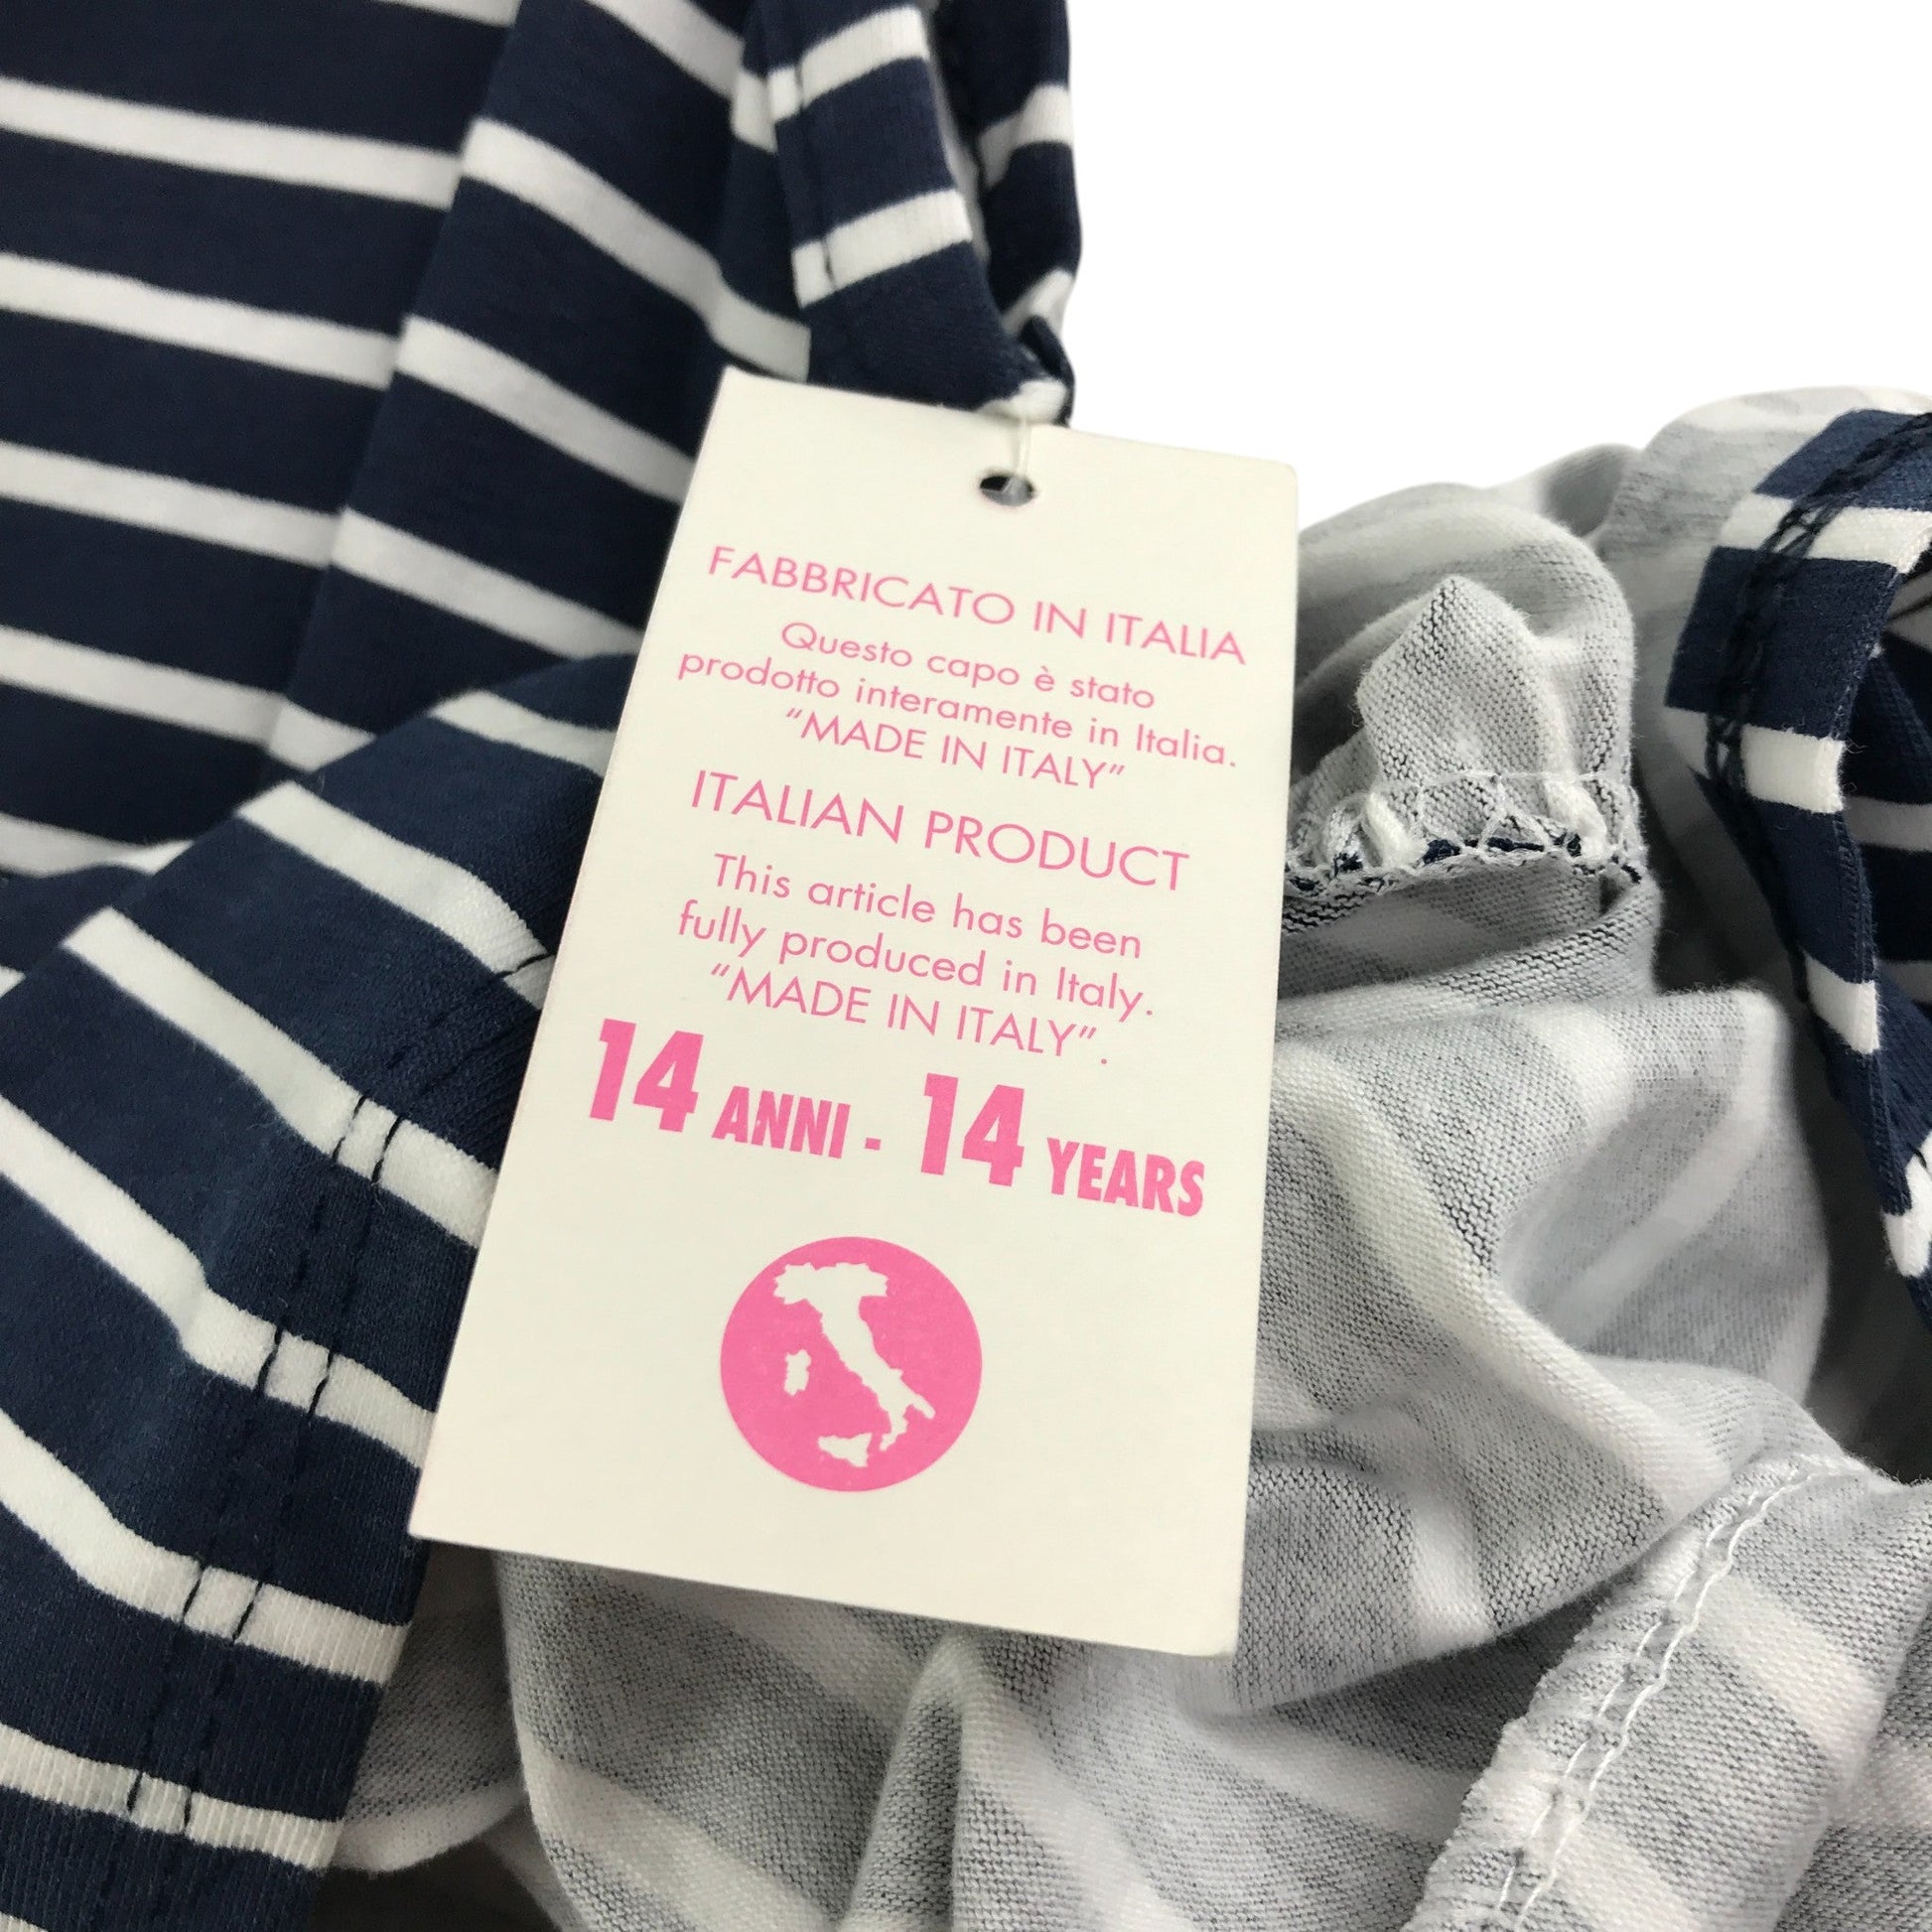 FABBRICATO IN ITALIA
Questo capo è stato
prodotto interamente in Italia.
“MADE IN ITALY”
ITALIAN PRODUCT
This article has been
fully produced in Italy.
“MADE IN ITALY”.
14 ANNI - 14 YEARS